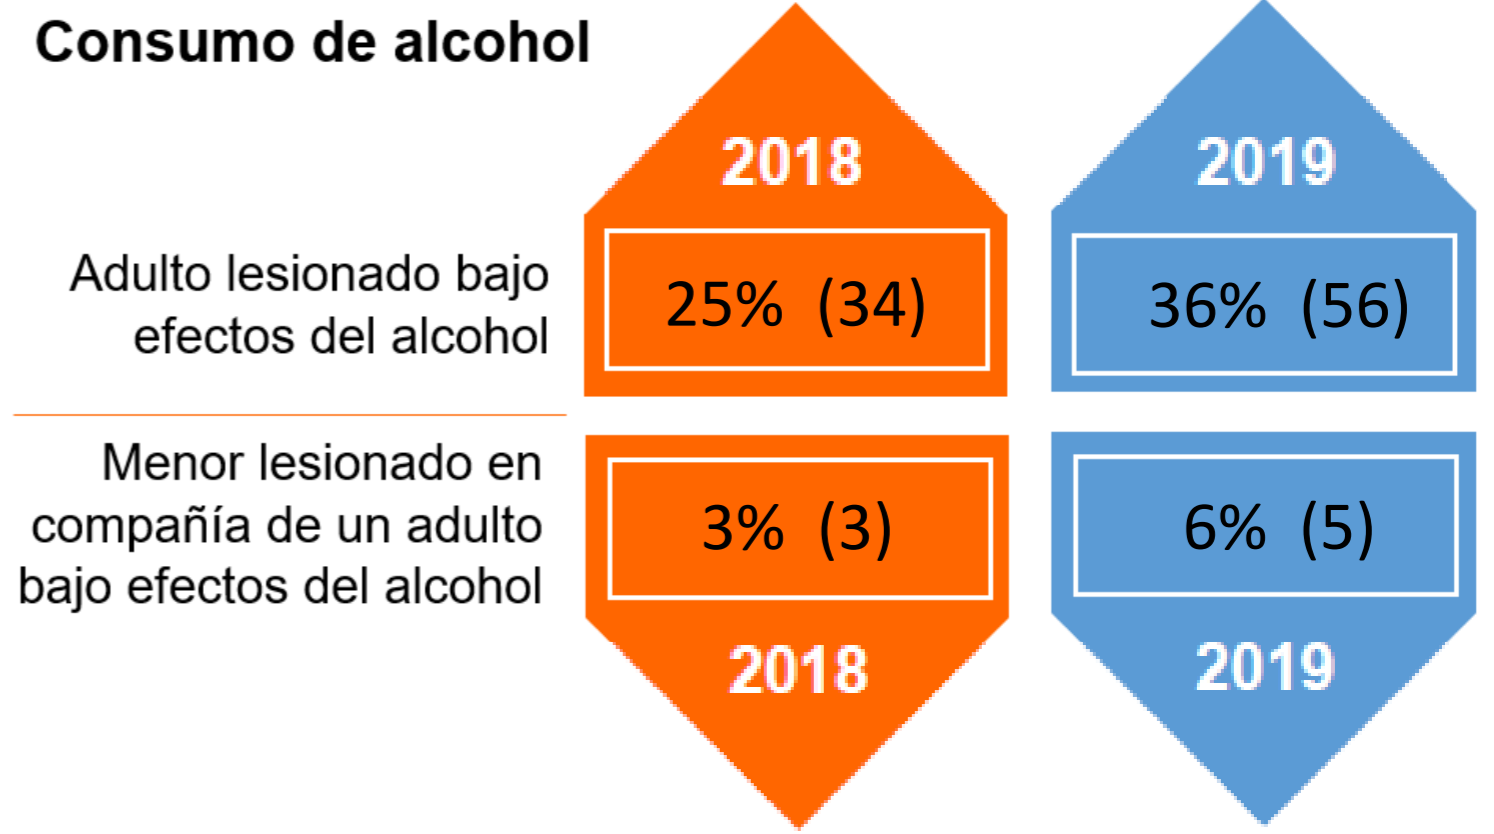 Consumo de alcohol
2018
2019
Adulto lesionado bajo
efectos del alcohol
25% (34)
36% (56)
Menor lesionado en
compañía de un adulto
bajo efectos del alcohol
3% (3)
6% (5)
2018
2019